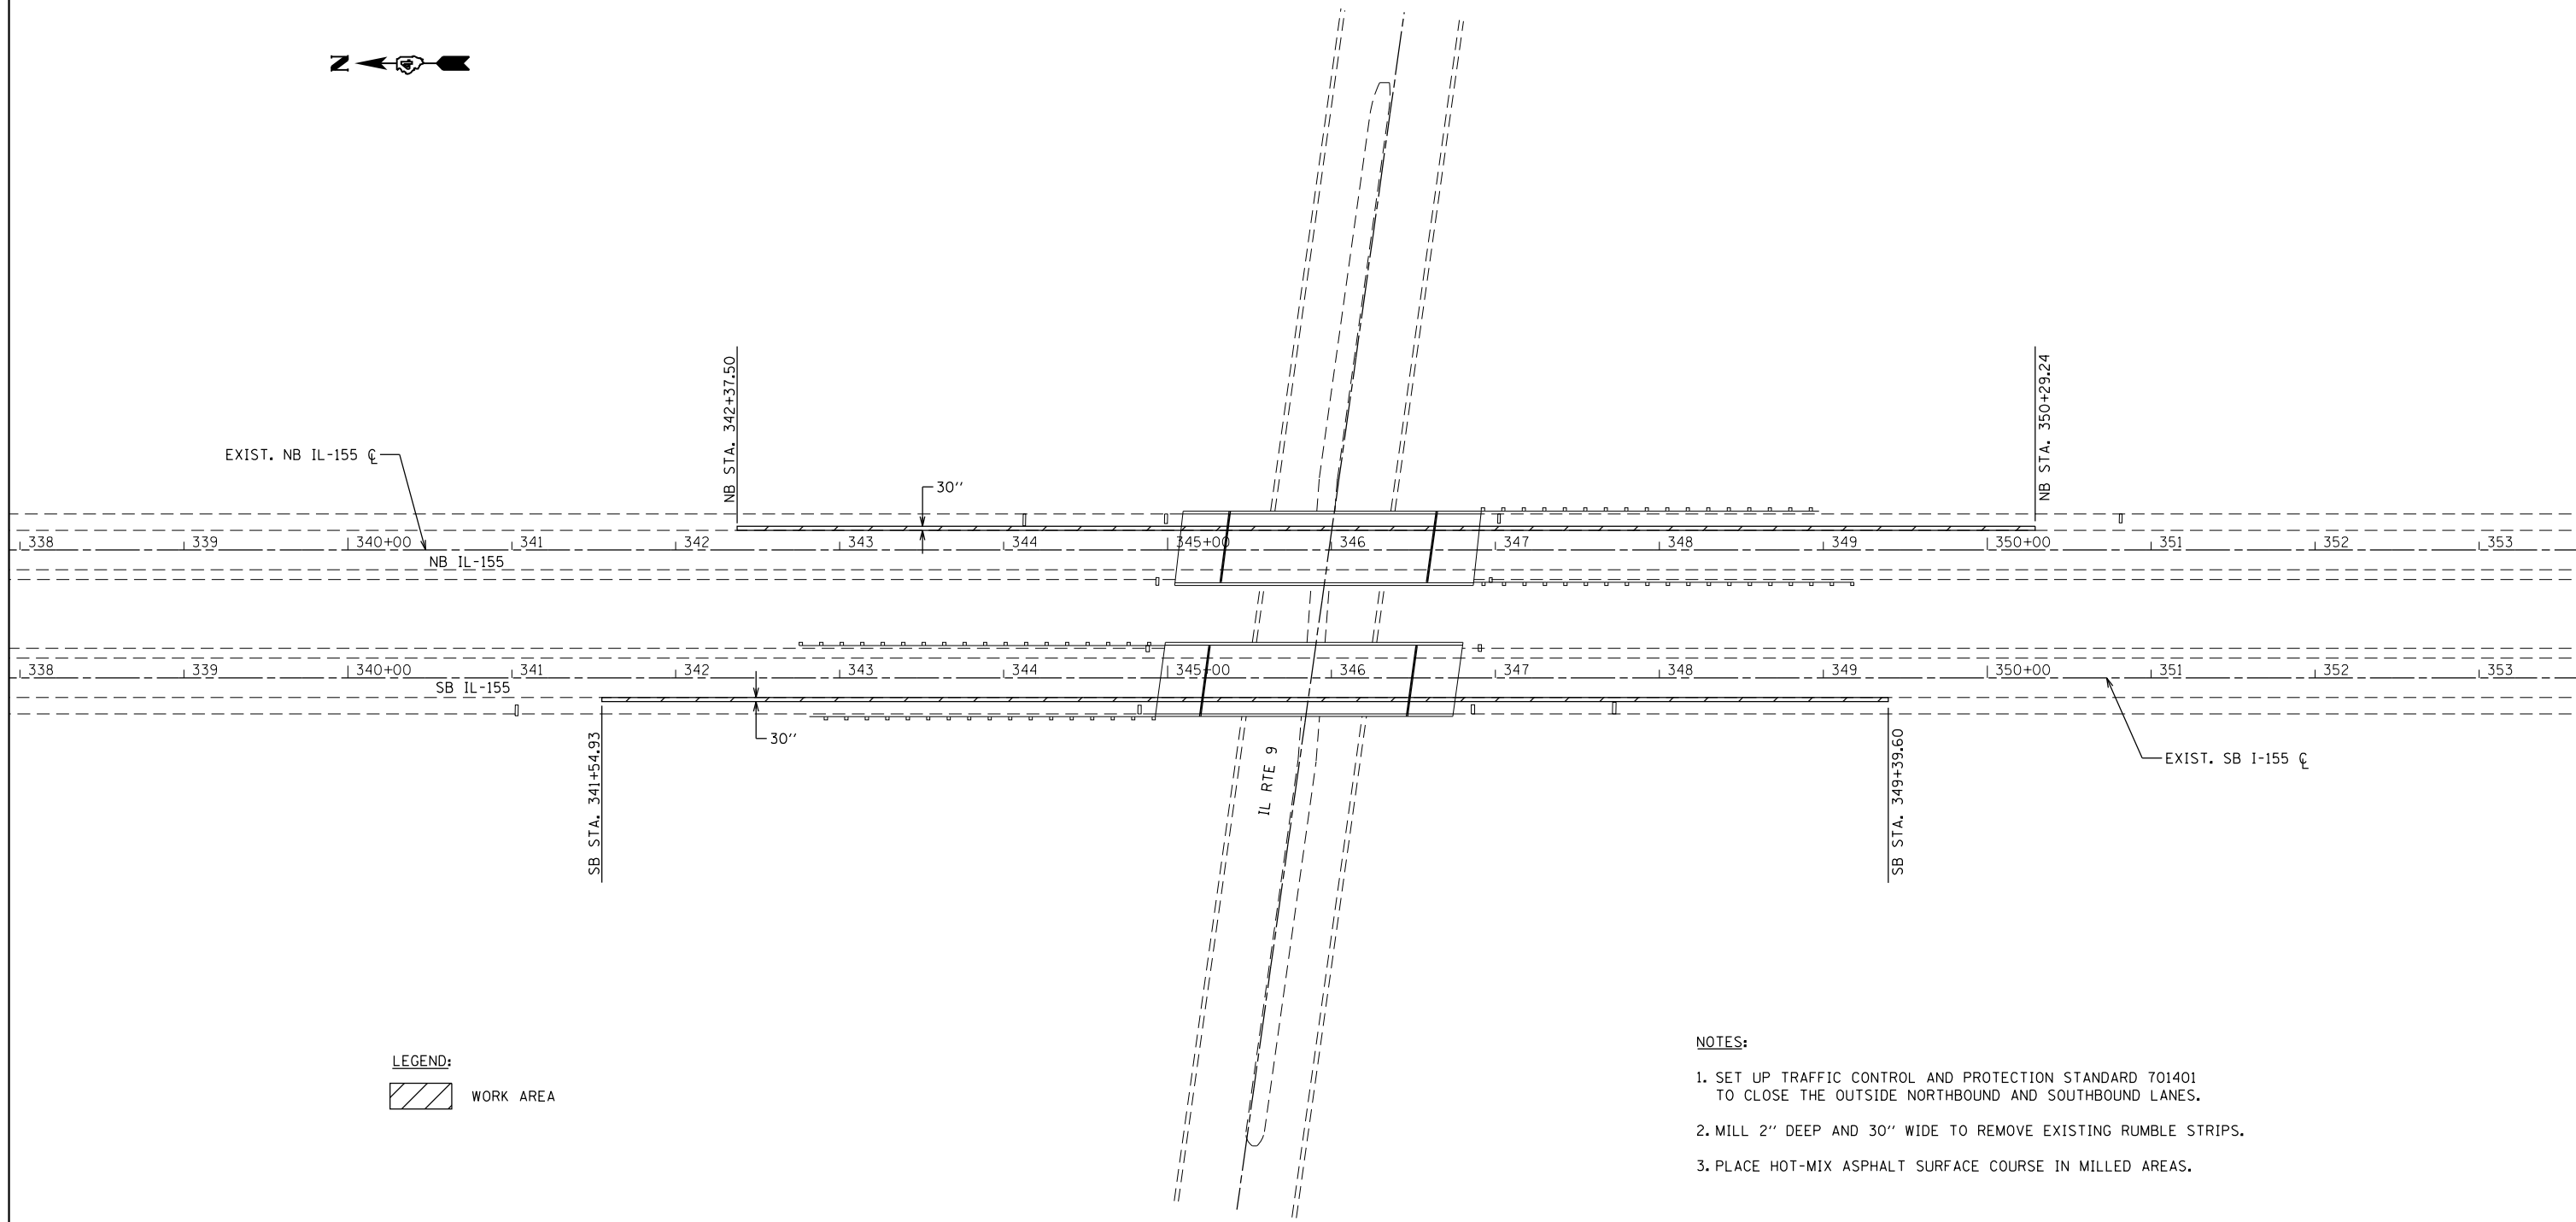 N
NB STA. 342+37.50
NB STA. 350+29.24
EXIST. NB IL-155 ℄
30''
338 339 340+00 341 342 343 344 345+00 346 347 348 349 350+00 351 352 353
NB IL-155
338 339 340+00 341 342 343 344 345+00 346 347 348 349 350+00 351 352 353
SB IL-155
30''
SB STA. 341+54.93
IL RTE 9
SB STA. 349+39.60
EXIST. SB I-155 ℄
LEGEND:
WORK AREA
NOTES:
1. SET UP TRAFFIC CONTROL AND PROTECTION STANDARD 701401
TO CLOSE THE OUTSIDE NORTHBOUND AND SOUTHBOUND LANES.
2. MILL 2'' DEEP AND 30'' WIDE TO REMOVE EXISTING RUMBLE STRIPS.
3. PLACE HOT-MIX ASPHALT SURFACE COURSE IN MILLED AREAS.